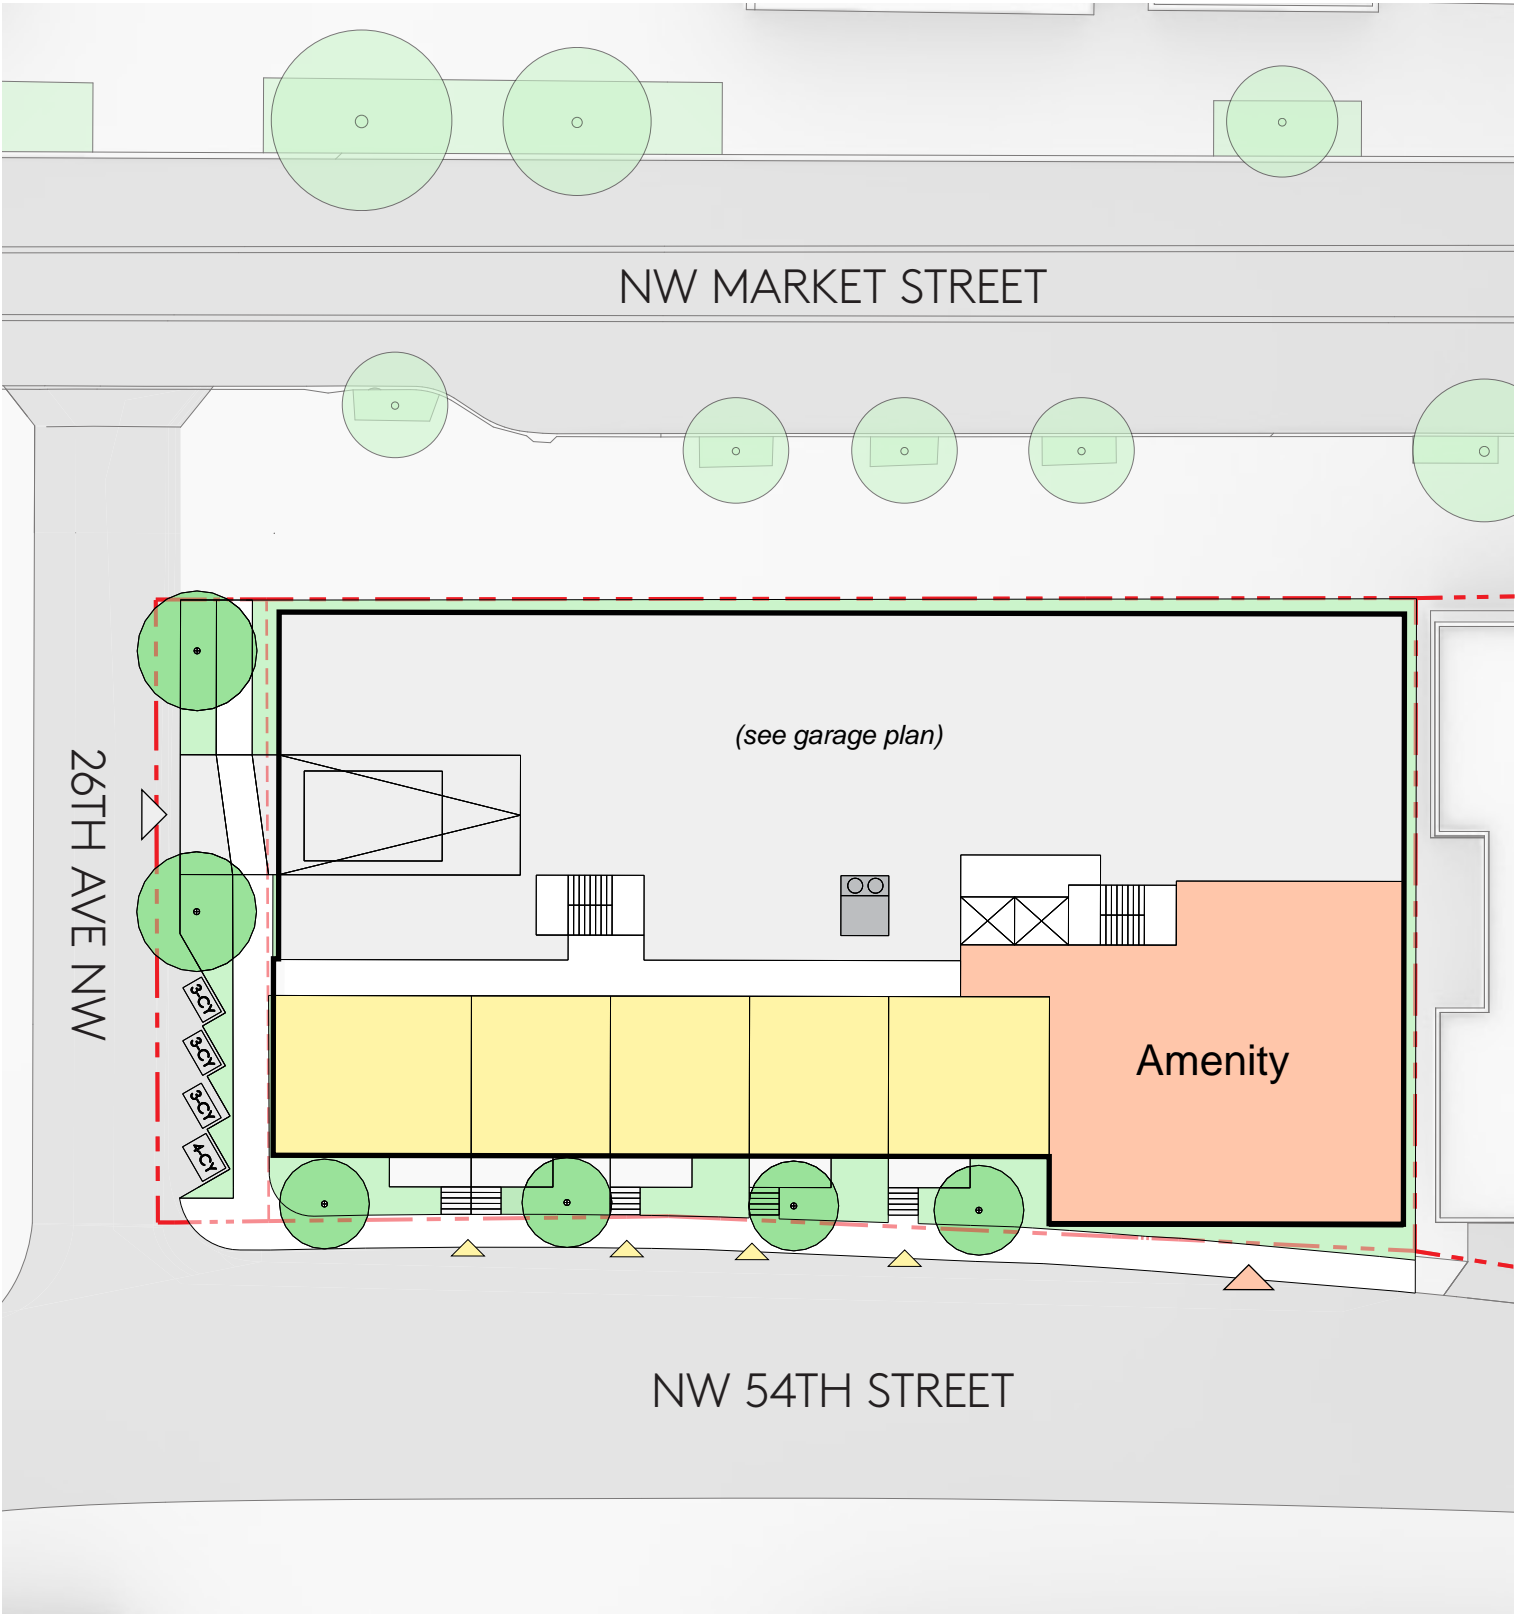 NW MARKET STREET
(see garage plan)
26TH AVE NW
3-CY
3-CY
3-CY
4-CY
Amenity
NW 54TH STREET